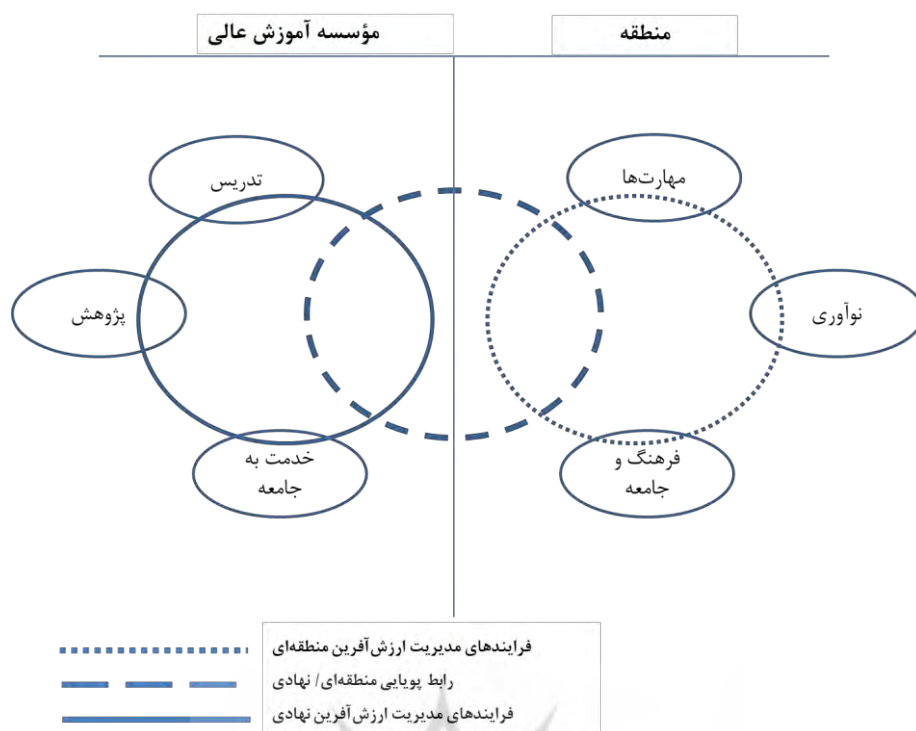 منطقه
مؤسسه آموزش عالی
مهارت‌ها
تدریس
نوآوری
پژوهش
فرهنگ و
جامعه
خدمت به
جامعه
فرایندهای مدیریت ارزش‌آفرین منطقه‌ای
رابط پویایی منطقه‌ای/ نهادی
فرایندهای مدیریت ارزش‌آفرین نهادی